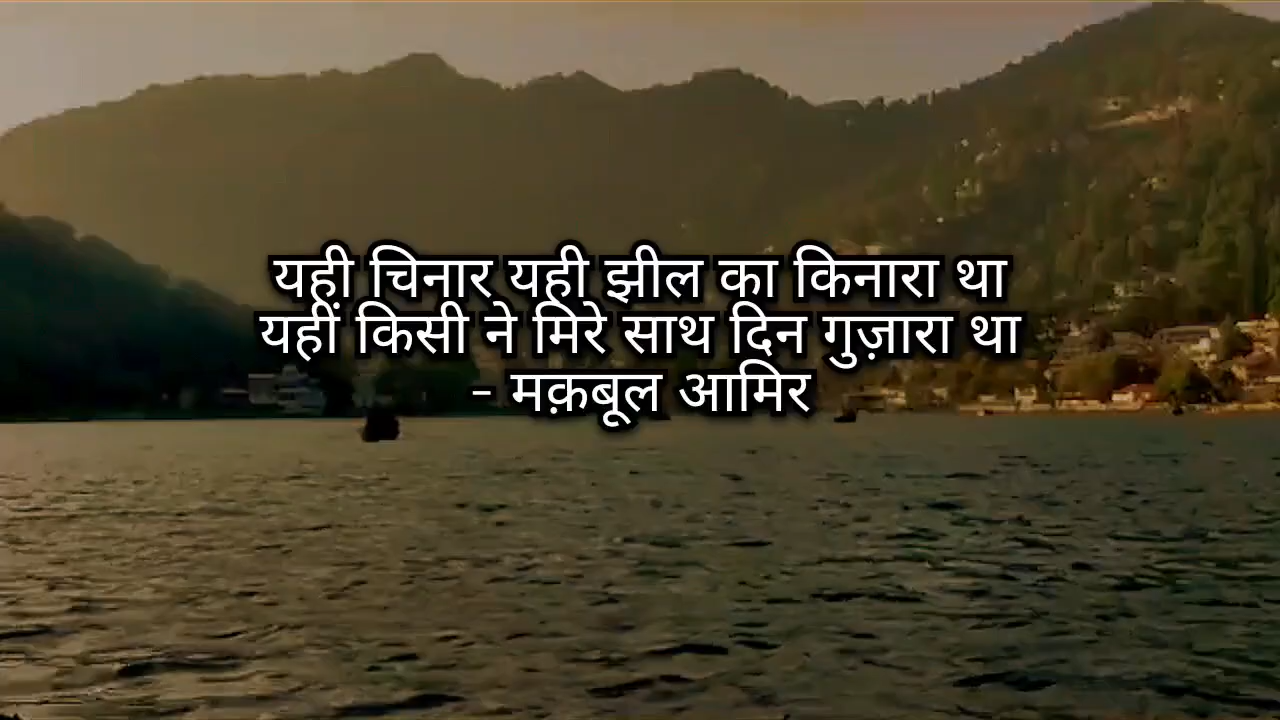 यही चिनार यही झील का किनारा था
यहीं किसी ने मिरे साथ दिन गुज़ारा था
- मक़बूल आमिर